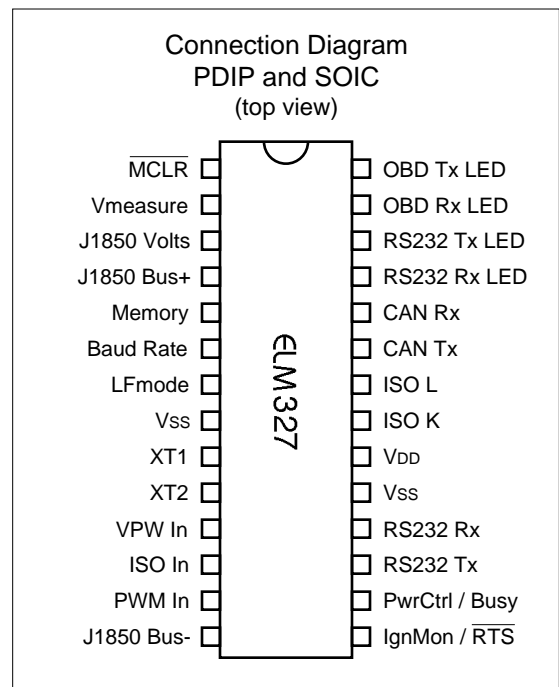 Connection Diagram
PDIP and SOIC
(top view)
MCLR OBD Tx LED
Vmeasure OBD Rx LED
J1850 Volts RS232 Tx LED
J1850 Bus+ RS232 Rx LED
Memory CAN Rx
Baud Rate CAN Tx
LFmode ISO L
Vss ISO K
XT1 VDD
XT2 Vss
VPW In RS232 Rx
ISO In RS232 Tx
PWM In PwrCtrl / Busy
J1850 Bus- IgnMon / RTS
ELM327